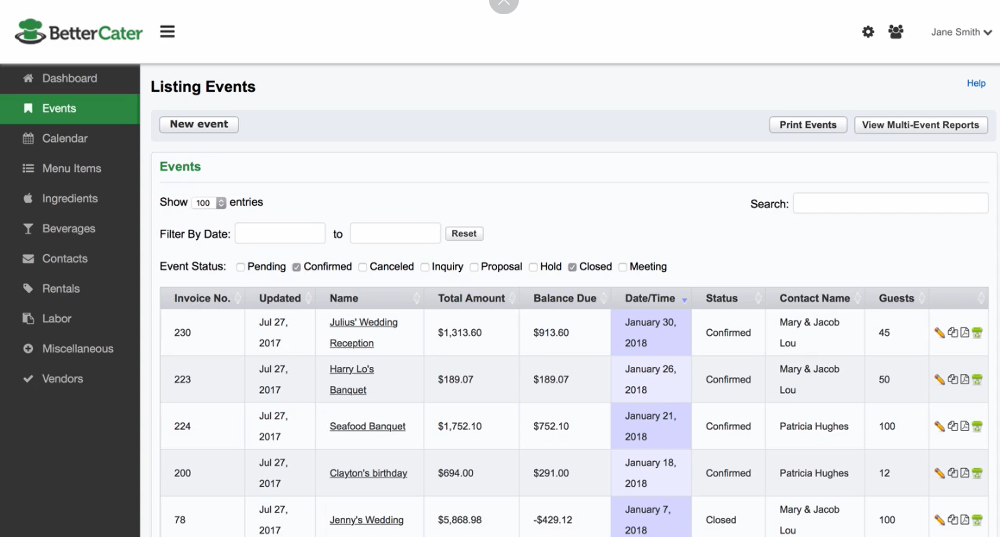 BetterCater
Jane Smith
Dashboard
Events
Calendar
Menu Items
Ingredients
Beverages
Contacts
Rentals
Labor
Miscellaneous
Vendors
Listing Events
Help
New event
Print Events
View Multi-Event Reports
Events
Show 100 entries
Search:
Filter By Date: to Reset
Event Status: Pending Confirmed Canceled Inquiry Proposal Hold Closed Meeting
Invoice No. Updated Name Total Amount Balance Due Date/Time Status Contact Name Guests
230 Jul 27, 2017 Julius' Wedding Reception $1,313.60 $913.60 January 30, 2018 Confirmed Mary & Jacob Lou 45
223 Jul 27, 2017 Harry Lo's Banquet $189.07 $189.07 January 26, 2018 Confirmed Mary & Jacob Lou 50
224 Jul 27, 2017 Seafood Banquet $1,752.10 $752.10 January 21, 2018 Confirmed Patricia Hughes 100
200 Jul 27, 2017 Clayton's birthday $694.00 $291.00 January 18, 2018 Confirmed Patricia Hughes 12
78 Jul 27, 2017 Jenny's Wedding $5,868.98 -$429.12 January 7, 2018 Closed Mary & Jacob Lou 100